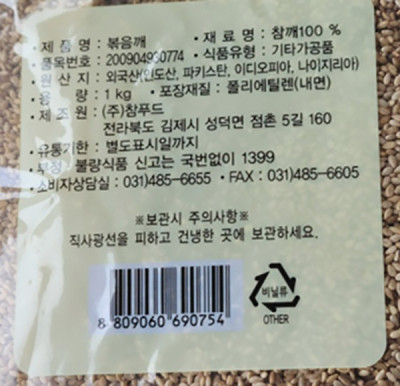 · 제 품 명 : 볶음깨 · 재 료 명 : 참깨100 %
· 품목번호 : 200904930774 · 식품유형 : 기타가공품
· 원 산 지 : 외국산(인도산, 파키스탄, 이디오피아, 나이지리아)
· 용 량 : 1 kg · 포장재질 : 폴리에틸렌(내면)
· 제 조 원 : (주)참푸드
전라북도 김제시 성덕면 점촌 5길 160
· 유통기한 : 별도표시일까지
· 부정 · 불량식품 신고는 국번없이 1399
· 소비자상담실 : 031)485-6655 · FAX : 031)486-6605
※보관시 주의사항※
직사광선을 피하고 건냉한 곳에 보관하세요.
8 809060 690754
비닐류
OTHER